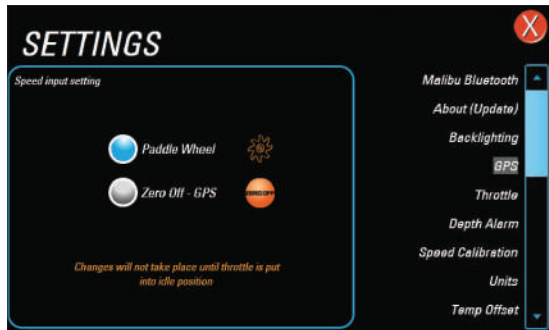 SETTINGS
X
Speed input setting
Paddle Wheel
Zero Off - GPS
ZERO OFF
Changes will not take place until throttle is put
into idle position
Malibu Bluetooth
About (Update)
Backlighting
GPS
Throttle
Depth Alarm
Speed Calibration
Units
Temp Offset